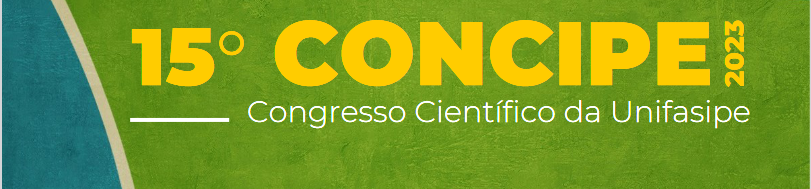 15° CONCIPE 2023
Congresso Científico da Unifasipe